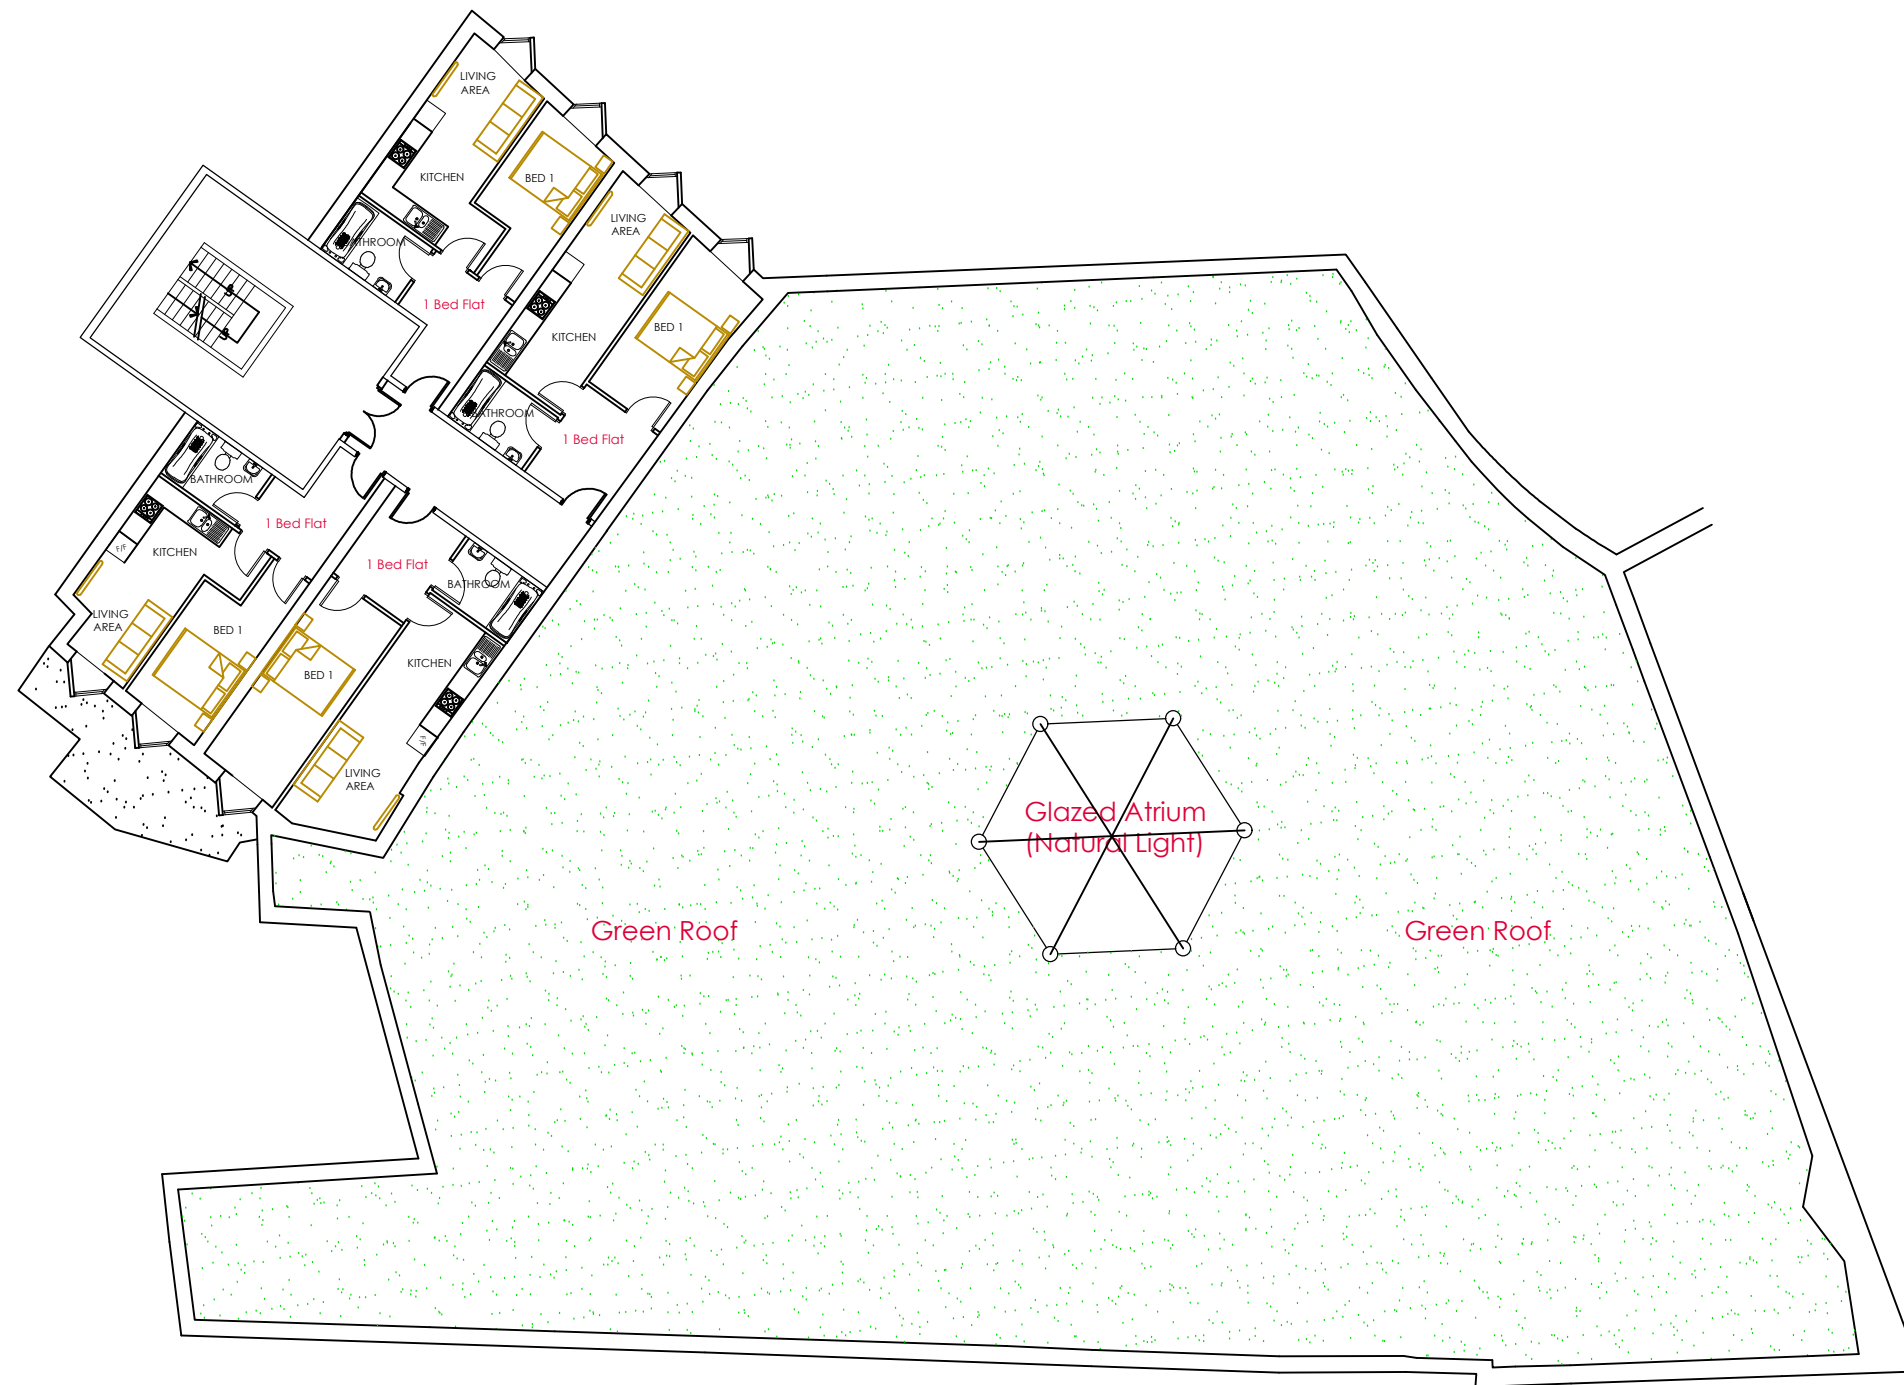 LIVING
AREA
KITCHEN
BED 1
BATHROOM
1 Bed Flat
LIVING
AREA
KITCHEN
BED 1
BATHROOM
1 Bed Flat
BATHROOM
1 Bed Flat
KITCHEN
F/F
LIVING
AREA
BED 1
1 Bed Flat
BATHROOM
BED 1
KITCHEN
F/F
LIVING
AREA
Glazed Atrium
(Natural Light)
Green Roof
Green Roof